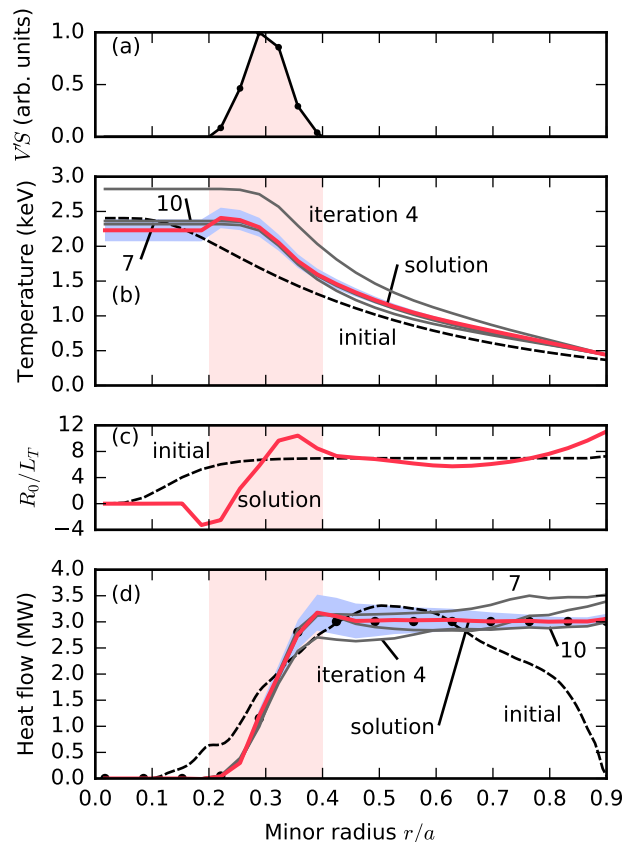 (a)
V'S (arb. units)
1.0
0.5
0.0
(b)
Temperature (keV)
3.0
2.5
2.0
1.5
1.0
0.5
0.0
10
7
iteration 4
solution
initial
(c)
R₀/L_T
12
8
4
0
−4
initial
solution
(d)
Heat flow (MW)
4.0
3.5
3.0
2.5
2.0
1.5
1.0
0.5
0.0
7
10
iteration 4
solution
initial
0.0 0.1 0.2 0.3 0.4 0.5 0.6 0.7 0.8 0.9
Minor radius r/a